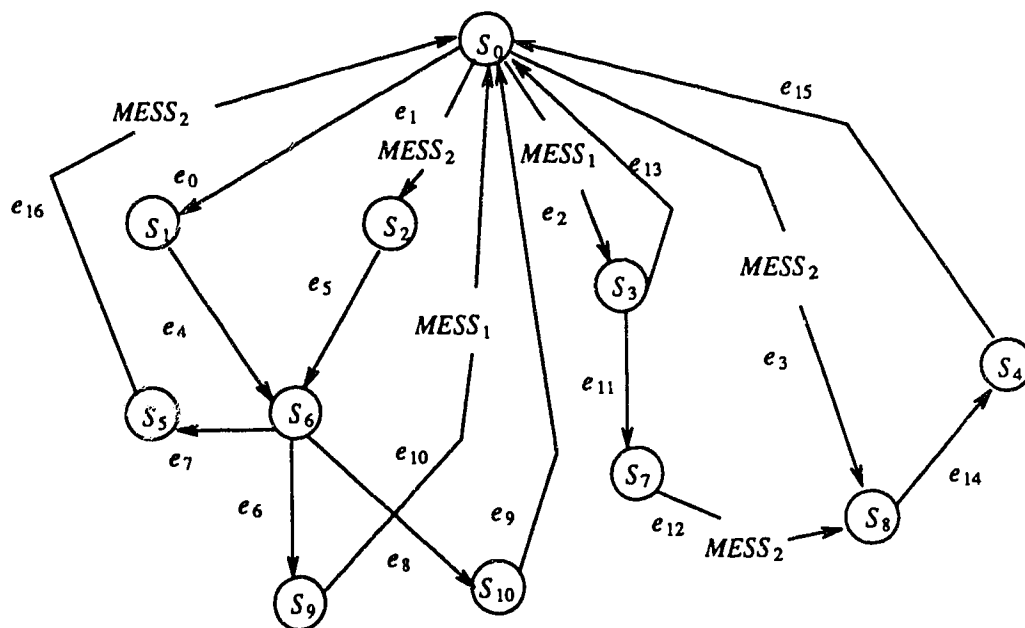 S₀
e₁₅
MESS₂
e₁
MESS₂
MESS₁
e₁₃
e₀
e₁₆
S₁
S₂
e₂
MESS₂
e₅
S₃
e₄
MESS₁
e₃
S₄
e₁₁
S₅
S₆
e₇
e₁₀
S₇
e₁₄
e₆
e₉
e₁₂
S₈
MESS₂
e₈
S₉
S₁₀